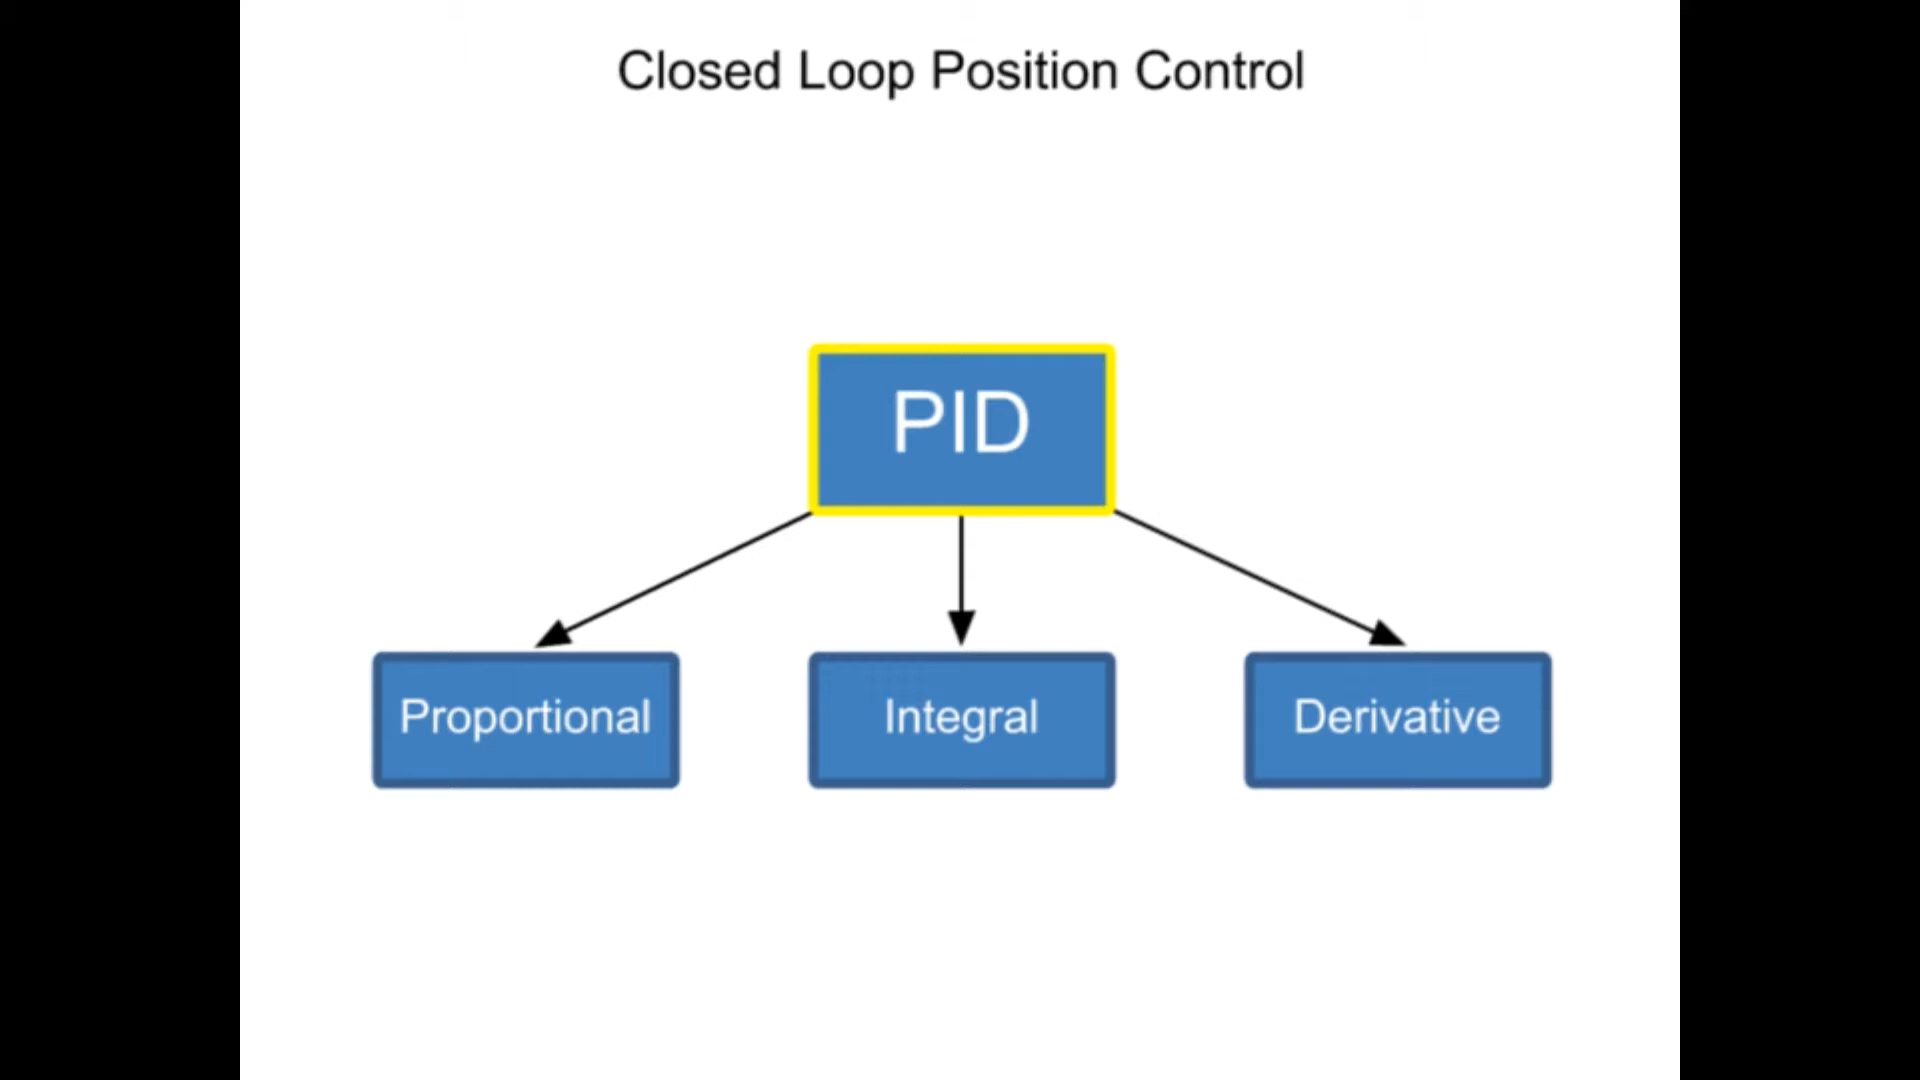 Closed Loop Position Control
PID
Proportional
Integral
Derivative